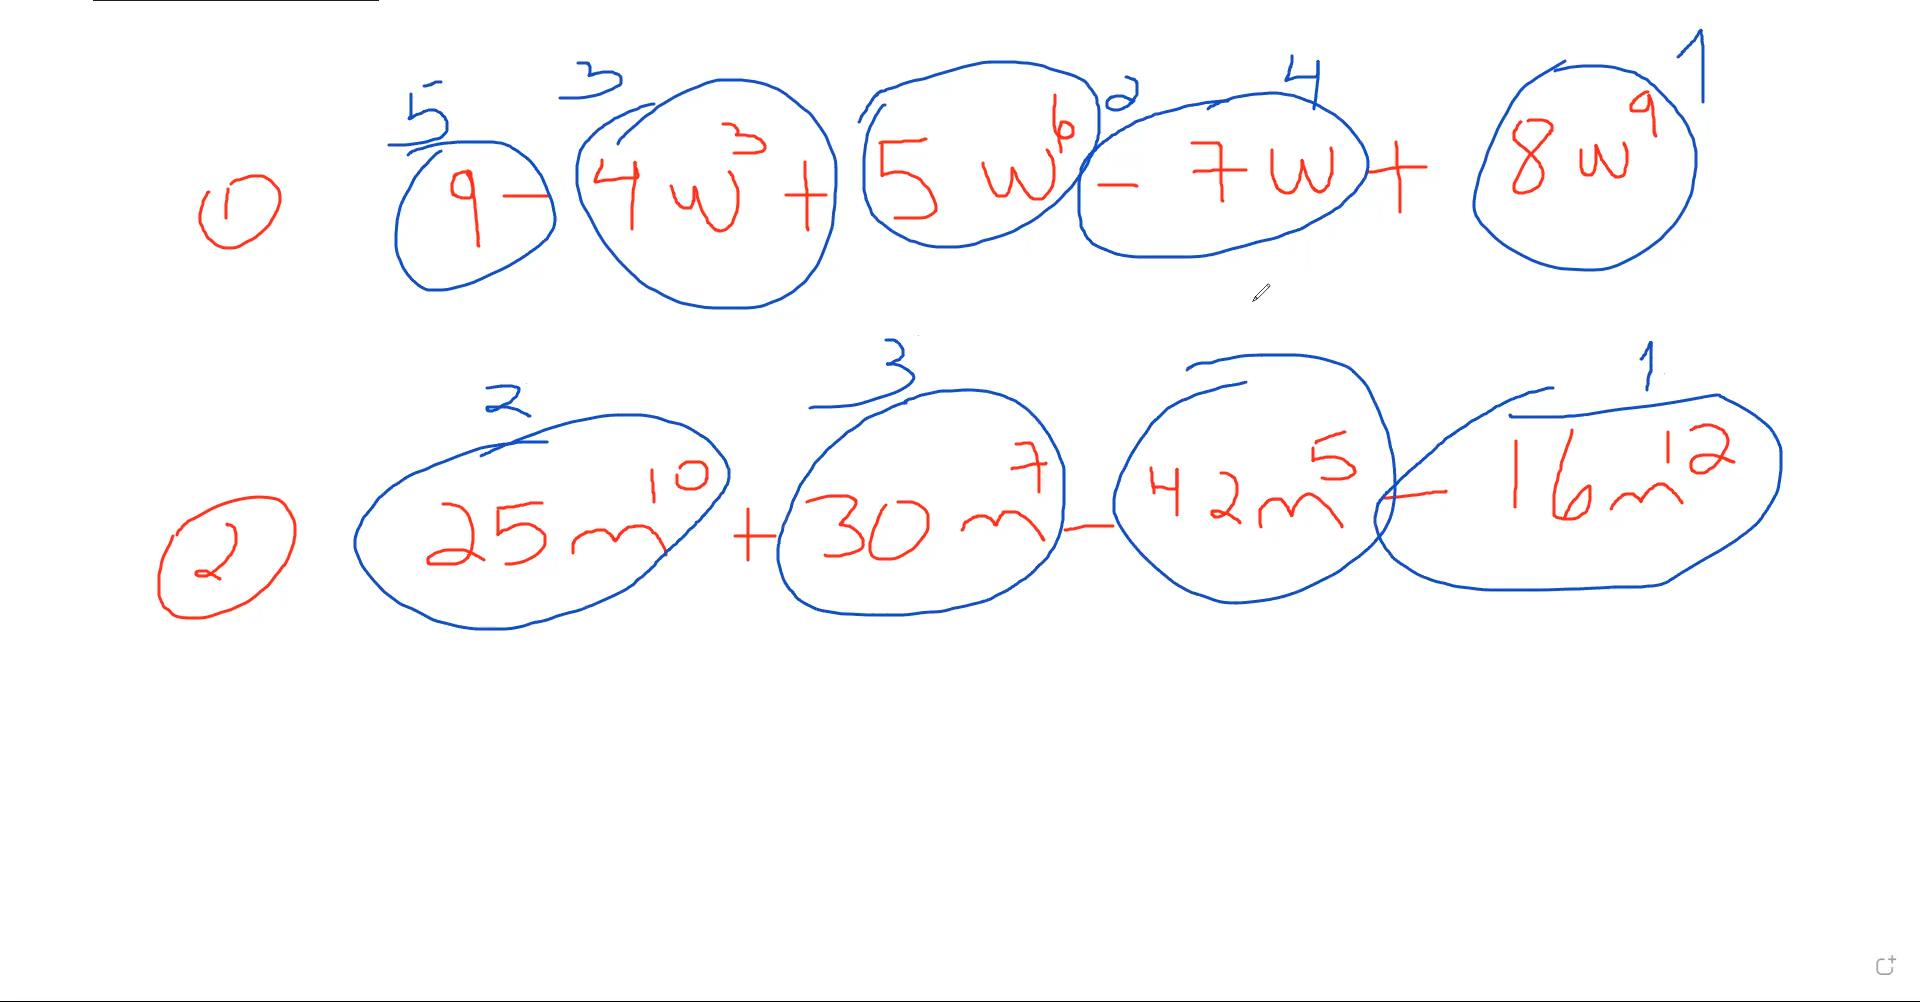 5 3 2 4 1
① 9 - 4w³ + 5w⁶ - 7w + 8w⁹
2 3 1
② 25m¹⁰ + 30m⁷ - 42m⁵ - 16m¹²